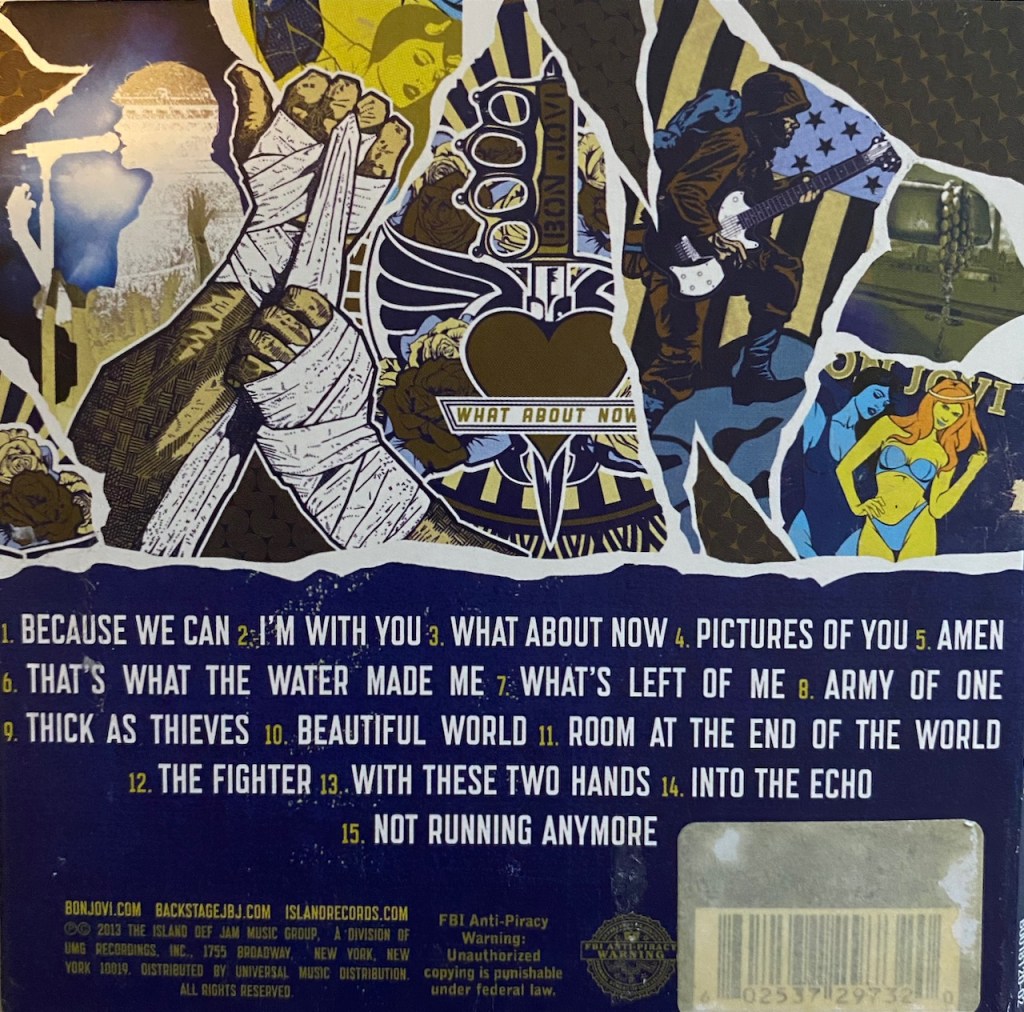 BON JOVI
WHAT ABOUT NOW
BON JOVI
1. BECAUSE WE CAN 2. I'M WITH YOU 3. WHAT ABOUT NOW 4. PICTURES OF YOU 5. AMEN
6. THAT'S WHAT THE WATER MADE ME 7. WHAT'S LEFT OF ME 8. ARMY OF ONE
9. THICK AS THIEVES 10. BEAUTIFUL WORLD 11. ROOM AT THE END OF THE WORLD
12. THE FIGHTER 13. WITH THESE TWO HANDS 14. INTO THE ECHO
15. NOT RUNNING ANYMORE
BONJOVI.COM BACKSTAGEJBJ.COM ISLANDRECORDS.COM
℗© 2013 THE ISLAND DEF JAM MUSIC GROUP, A DIVISION OF
UMG RECORDINGS, INC., 1755 BROADWAY, NEW YORK, NEW
YORK 10019. DISTRIBUTED BY UNIVERSAL MUSIC DISTRIBUTION.
ALL RIGHTS RESERVED.
FBI Anti-Piracy
Warning:
Unauthorized
copying is punishable
under federal law.
FBI ANTI-PIRACY
WARNING
6 02537 29732 0